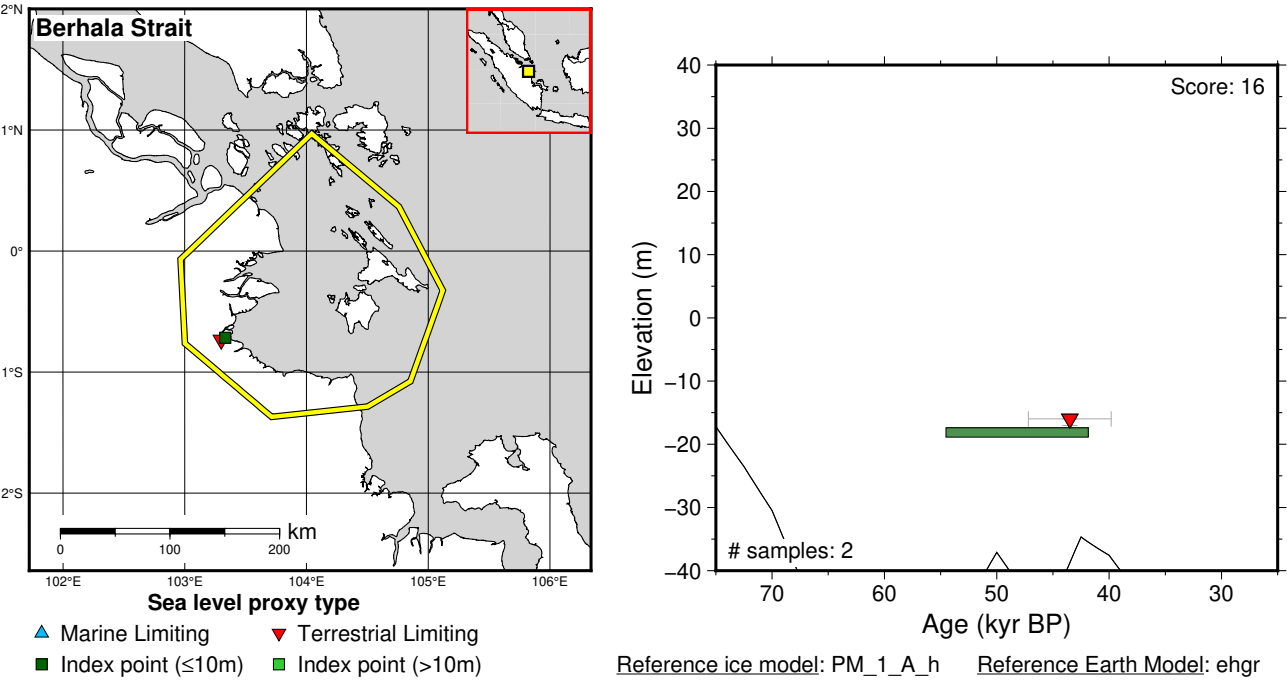 Berhala Strait
2°N
1°N
0°
1°S
2°S
102°E
103°E
104°E
105°E
106°E
km
0
100
200
Sea level proxy type
Marine Limiting
Terrestrial Limiting
Index point (≤10m)
Index point (>10m)
Score: 16
Elevation (m)
40
30
20
10
0
−10
−20
−30
−40
# samples: 2
70
60
50
40
30
Age (kyr BP)
Reference ice model: PM_1_A_h
Reference Earth Model: ehgr